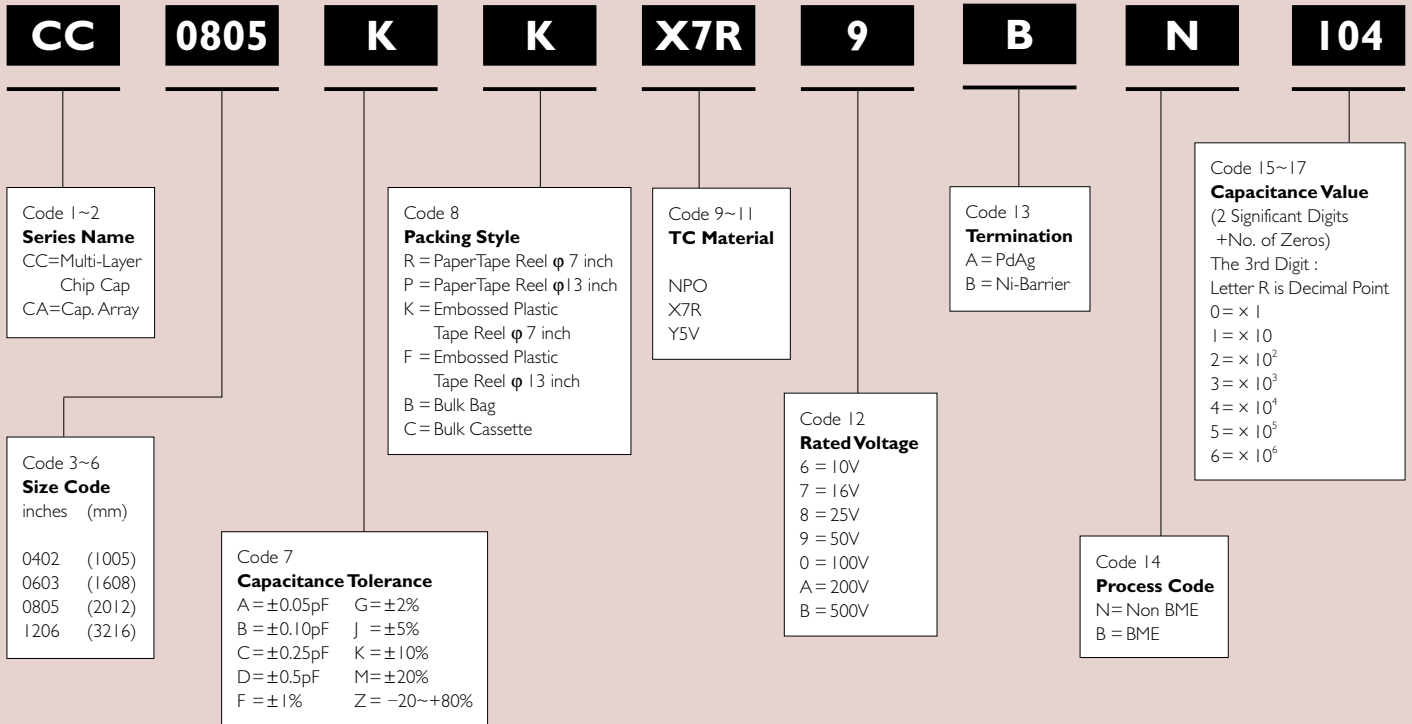 CC 0805 K K X7R 9 B N 104
Code 1~2
Series Name
CC=Multi-Layer
Chip Cap
CA=Cap. Array
Code 3~6
Size Code
inches (mm)
0402 (1005)
0603 (1608)
0805 (2012)
1206 (3216)
Code 7
Capacitance Tolerance
A=±0.05pF G=±2%
B=±0.10pF J=±5%
C=±0.25pF K=±10%
D=±0.5pF M=±20%
F=±1% Z=−20~+80%
Code 8
Packing Style
R=PaperTape Reel φ 7 inch
P=PaperTape Reel φ13 inch
K=Embossed Plastic
Tape Reel φ 7 inch
F=Embossed Plastic
Tape Reel φ 13 inch
B=Bulk Bag
C=Bulk Cassette
Code 9~11
TC Material
NPO
X7R
Y5V
Code 12
Rated Voltage
6=10V
7=16V
8=25V
9=50V
0=100V
A=200V
B=500V
Code 13
Termination
A=PdAg
B=Ni-Barrier
Code 14
Process Code
N=Non BME
B=BME
Code 15~17
Capacitance Value
(2 Significant Digits
+No. of Zeros)
The 3rd Digit :
Letter R is Decimal Point
0=× 1
1=× 10
2=× 10²
3=× 10³
4=× 10⁴
5=× 10⁵
6=× 10⁶